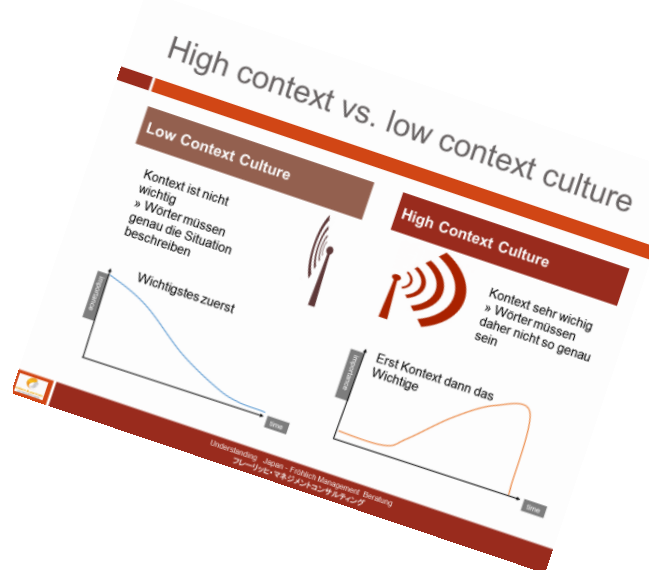 High context vs. low context culture
Low Context Culture
Kontext ist nicht
wichtig
» Wörter müssen
genau die Situation
beschreiben
Wichtigstes zuerst
importance
time
High Context Culture
Kontext sehr wichig
» Wörter müssen
daher nicht so genau
sein
Erst Kontext dann das
Wichtige
importance
time
Understanding Japan - Fröhlich Management Beratung
フレーリッヒ・マネジメントコンサルティング